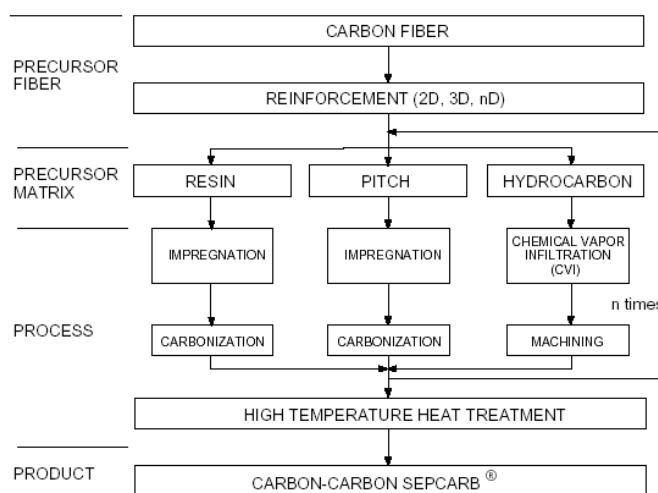 CARBON FIBER
PRECURSOR
FIBER
REINFORCEMENT (2D, 3D, nD)
PRECURSOR
MATRIX
RESIN
PITCH
HYDROCARBON
IMPREGNATION
IMPREGNATION
CHEMICAL VAPOR
INFILTRATION
(CVI)
n times
PROCESS
CARBONIZATION
CARBONIZATION
MACHINING
HIGH TEMPERATURE HEAT TREATMENT
PRODUCT
CARBON-CARBON SEPCARB ®